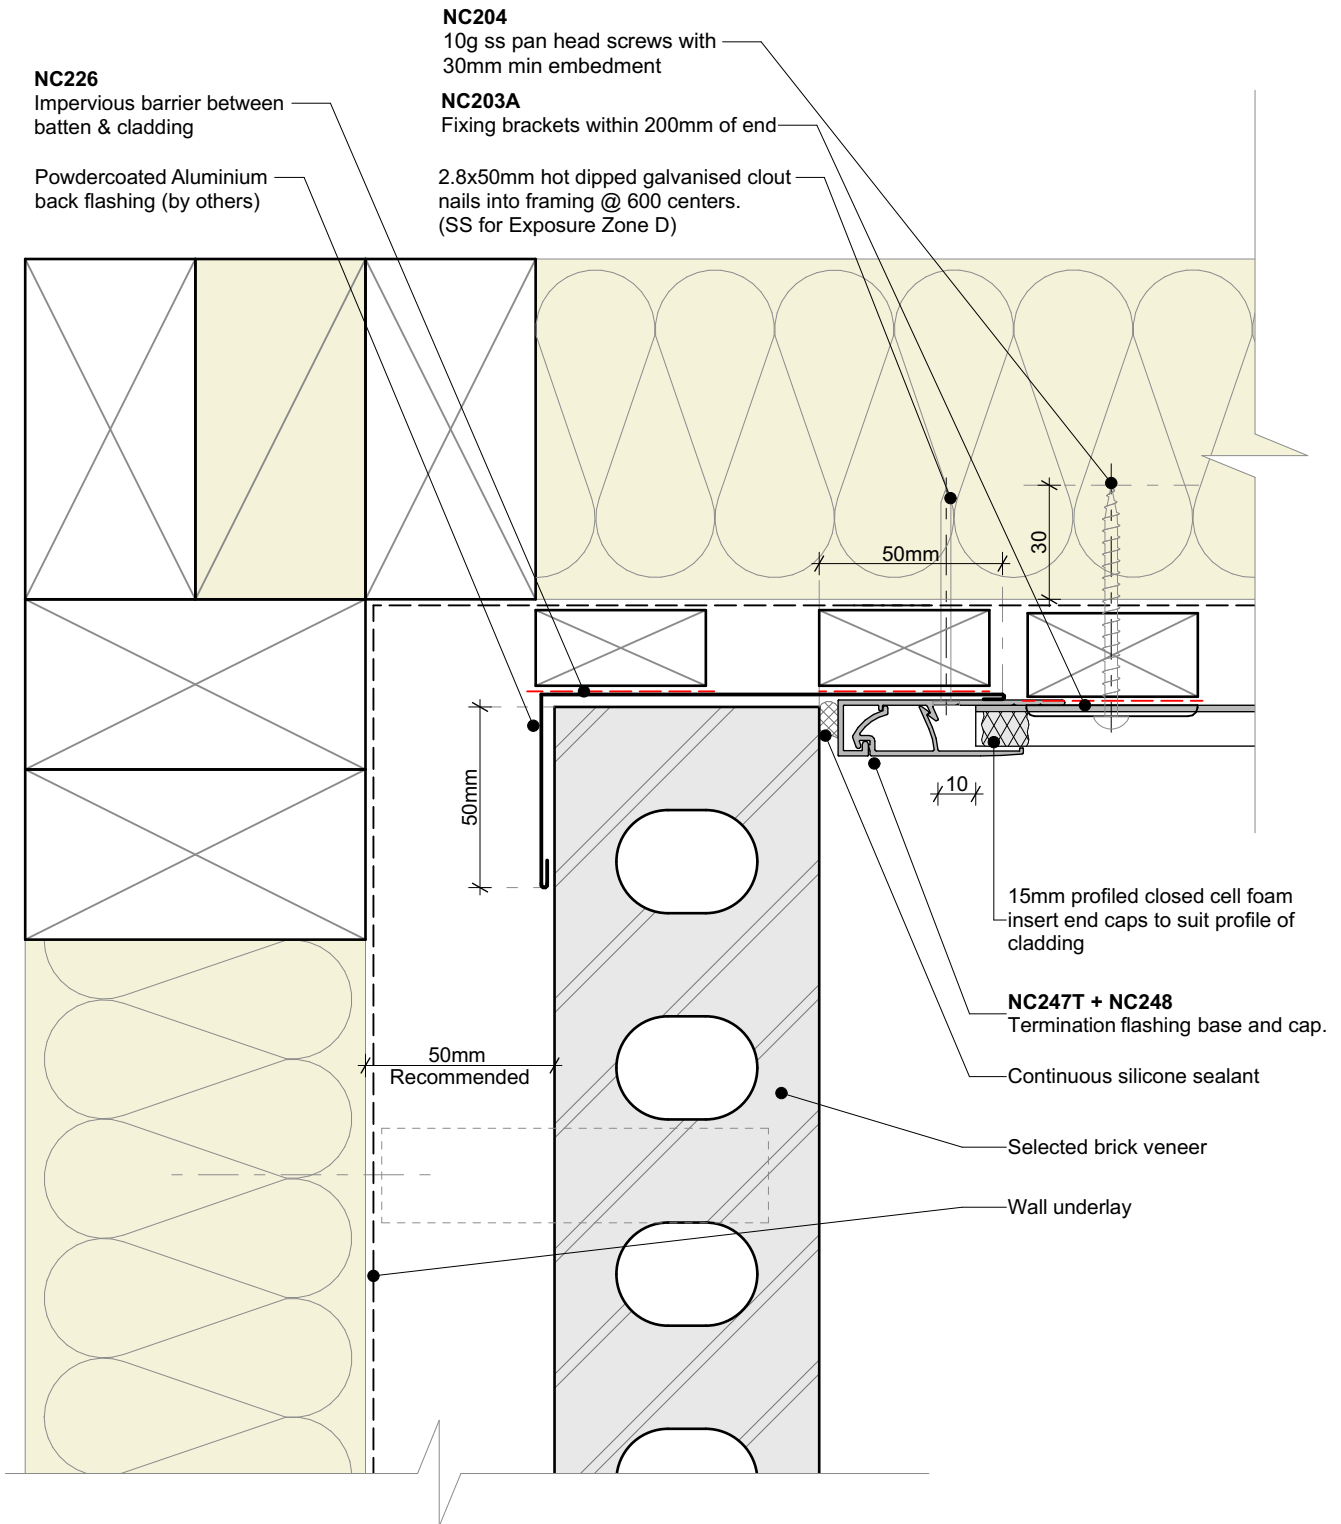 NC204
10g ss pan head screws with
30mm min embedment
NC226
Impervious barrier between
batten & cladding
NC203A
Fixing brackets within 200mm of end
Powdercoated Aluminium
back flashing (by others)
2.8x50mm hot dipped galvanised clout
nails into framing @ 600 centers.
(SS for Exposure Zone D)
50mm
30
50mm
10
15mm profiled closed cell foam
insert end caps to suit profile of
cladding
NC247T + NC248
Termination flashing base and cap.
50mm
Recommended
Continuous silicone sealant
Selected brick veneer
Wall underlay